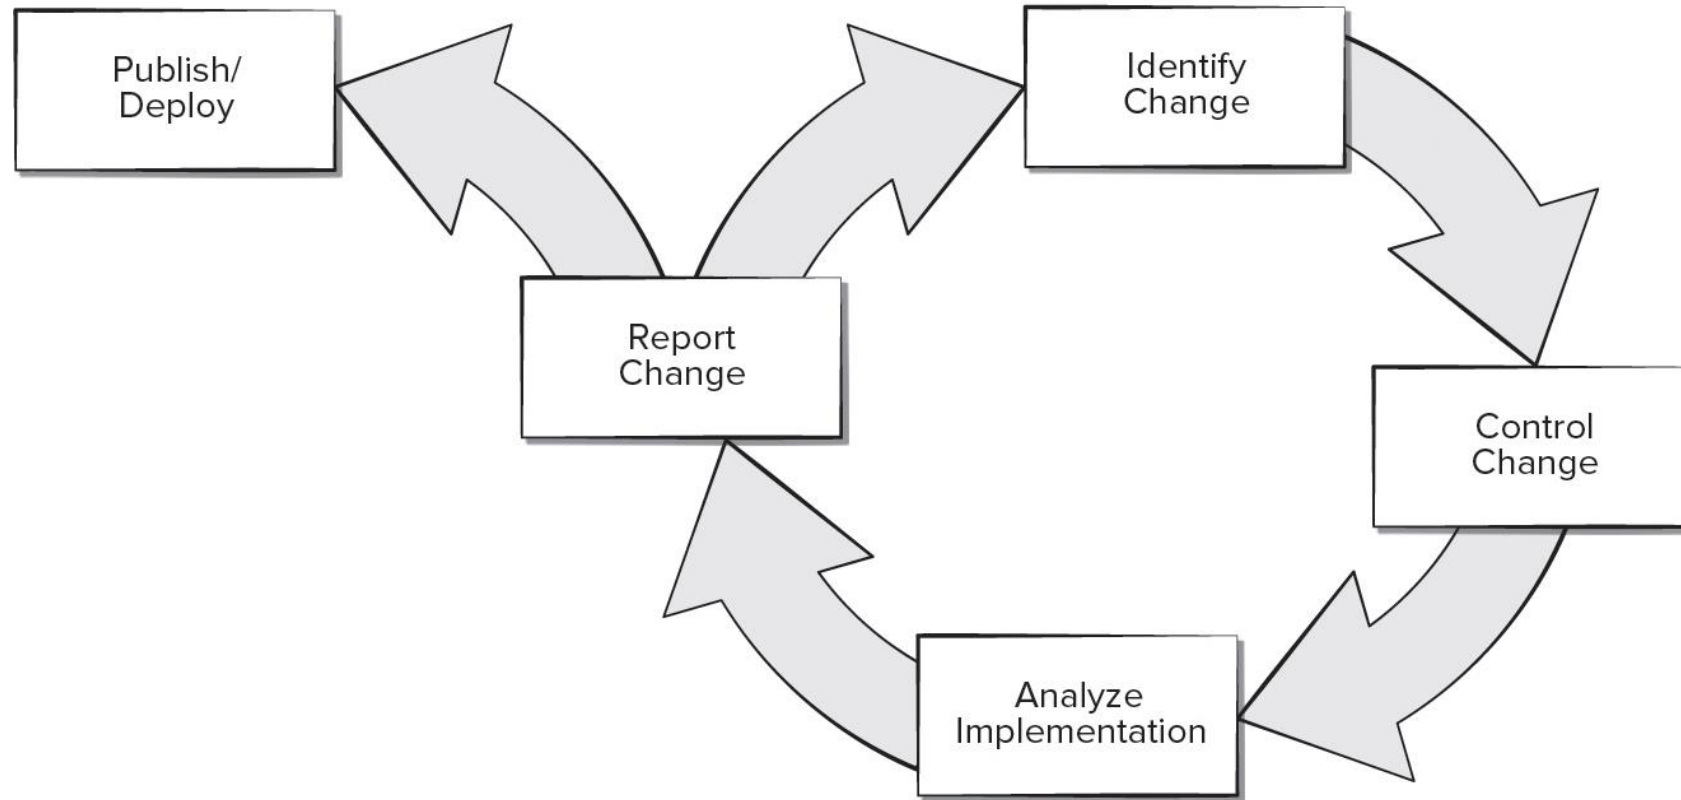 Publish/
Deploy
Identify
Change
Report
Change
Control
Change
Analyze
Implementation